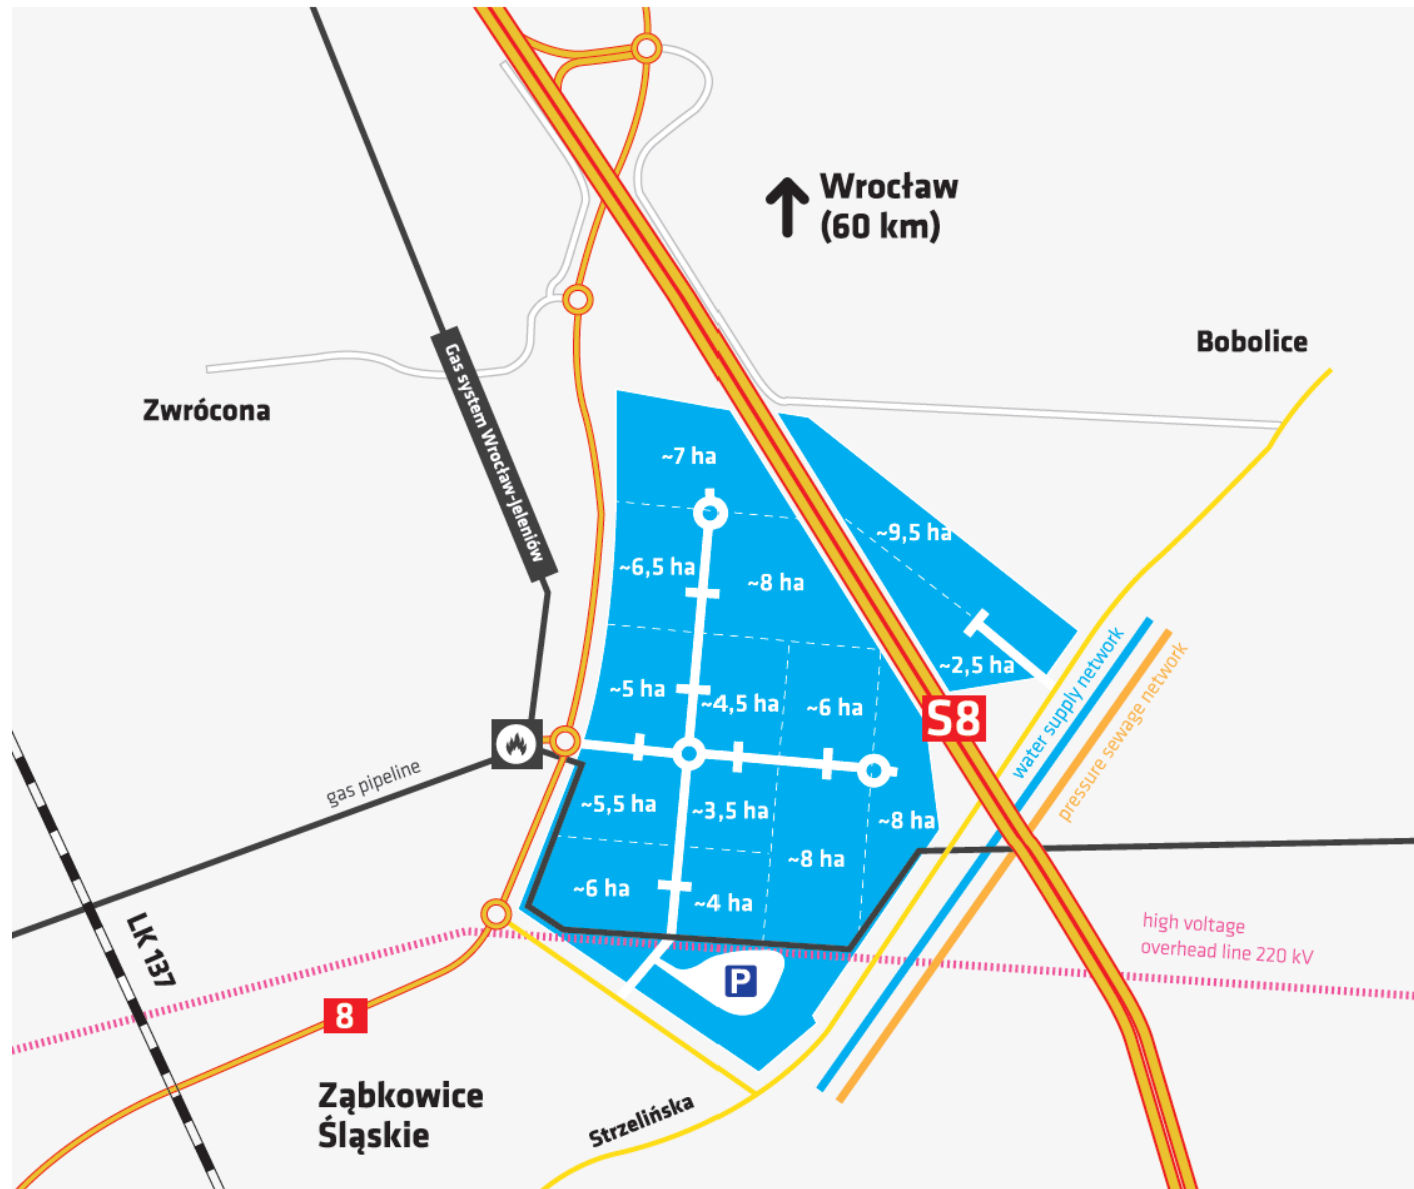 Wrocław
(60 km)
Bobolice
Gas system Wrocław-Jeleniów
Zwrócona
~7 ha
~9,5 ha
~6,5 ha
~8 ha
water supply network
pressure sewage network
~2,5 ha
~5 ha
~4,5 ha
~6 ha
S8
gas pipeline
~5,5 ha
~3,5 ha
~8 ha
~8 ha
~6 ha
~4 ha
LK 137
high voltage
overhead line 220 kV
P
8
Ząbkowice
Śląskie
Strzelińska